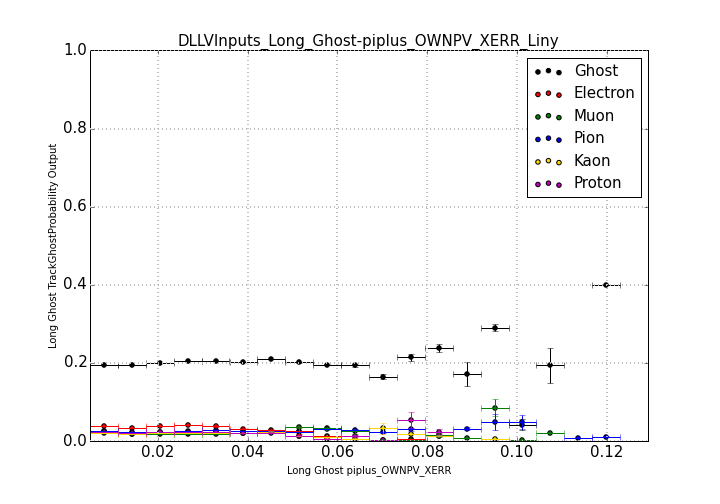 DLLVInputs_Long_Ghost-piplus_OWNPV_XERR_Liny
1.0
0.8
0.6
0.4
0.2
0.0
Long Ghost TrackGhostProbability Output
Ghost
Electron
Muon
Pion
Kaon
Proton
0.02 0.04 0.06 0.08 0.10 0.12
Long Ghost piplus_OWNPV_XERR